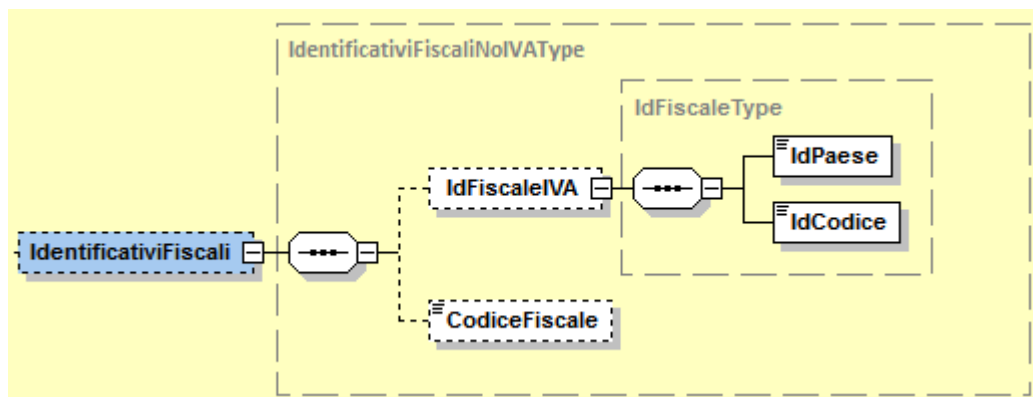 IdentificativiFiscaliNoIVAType
IdFiscaleType
IdPaese
IdFiscaleIVA
IdCodice
IdentificativiFiscali
CodiceFiscale